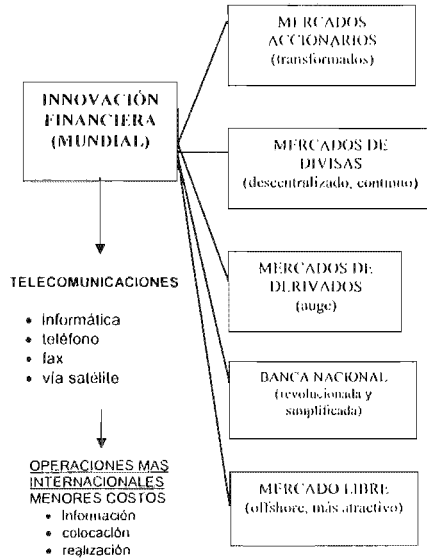 INNOVACIÓN
FINANCIERA
(MUNDIAL)
TELECOMUNICACIONES
• Informática
• teléfono
• fax
• vía satélite
OPERACIONES MAS
INTERNACIONALES
MENORES COSTOS
• Información
• colocación
• realización
MERCADOS
ACCIONARIOS
(transformados)
MERCADOS DE
DIVISAS
(descentralizado, continuo)
MERCADOS DE
DERIVADOS
(auge)
BANCA NACIONAL
(revolucionada y
simplificada)
MERCADO LIBRE
(offshore, más atractivo)